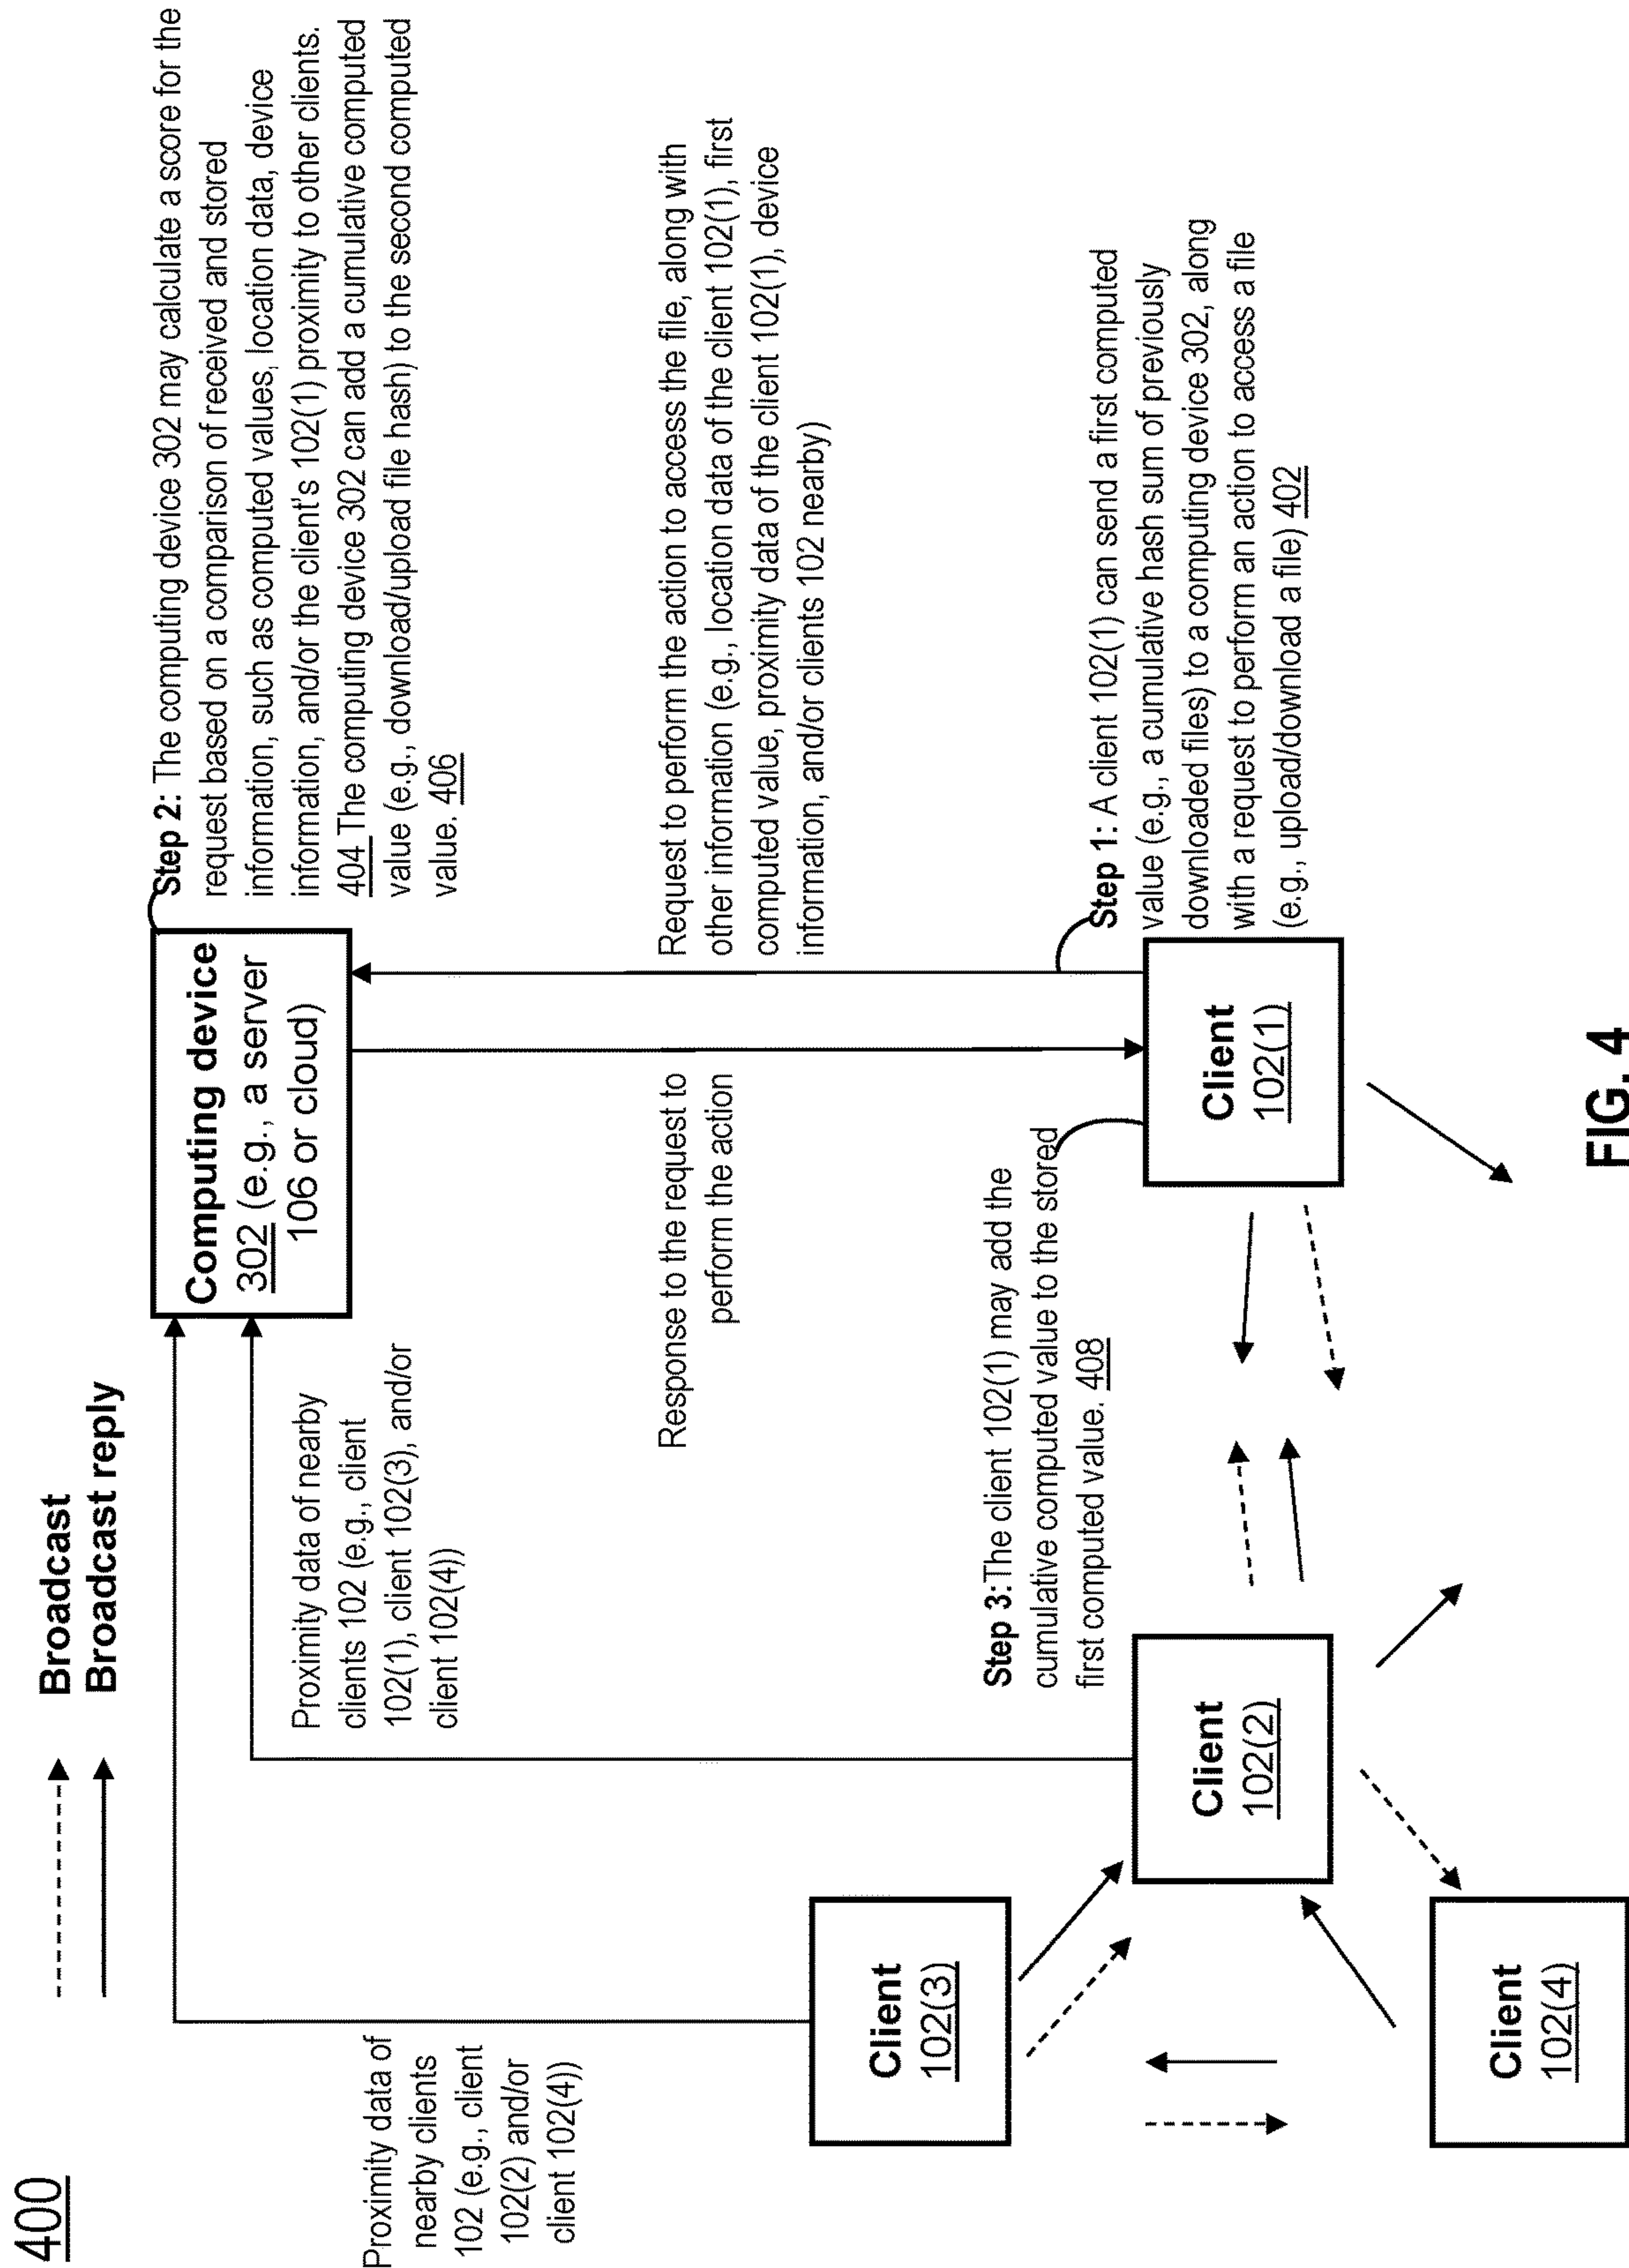 400
Broadcast
Broadcast reply
Computing device
302 (e.g., a server
106 or cloud)
Step 2: The computing device 302 may calculate a score for the
request based on a comparison of received and stored
information, such as computed values, location data, device
information, and/or the client's 102(1) proximity to other clients.
404 The computing device 302 can add a cumulative computed
value (e.g., download/upload file hash) to the second computed
value. 406
Proximity data of
nearby clients
102 (e.g., client
102(2) and/or
client 102(4))
Proximity data of nearby
clients 102 (e.g., client
102(1), client 102(3), and/or
client 102(4))
Response to the request to
perform the action
Request to perform the action to access the file, along with
other information (e.g., location data of the client 102(1), first
computed value, proximity data of the client 102(1), device
information, and/or clients 102 nearby)
Step 3: The client 102(1) may add the
cumulative computed value to the stored
first computed value. 408
Step 1: A client 102(1) can send a first computed
value (e.g., a cumulative hash sum of previously
downloaded files) to a computing device 302, along
with a request to perform an action to access a file
(e.g., upload/download a file) 402
Client
102(3)
Client
102(2)
Client
102(1)
Client
102(4)
FIG. 4